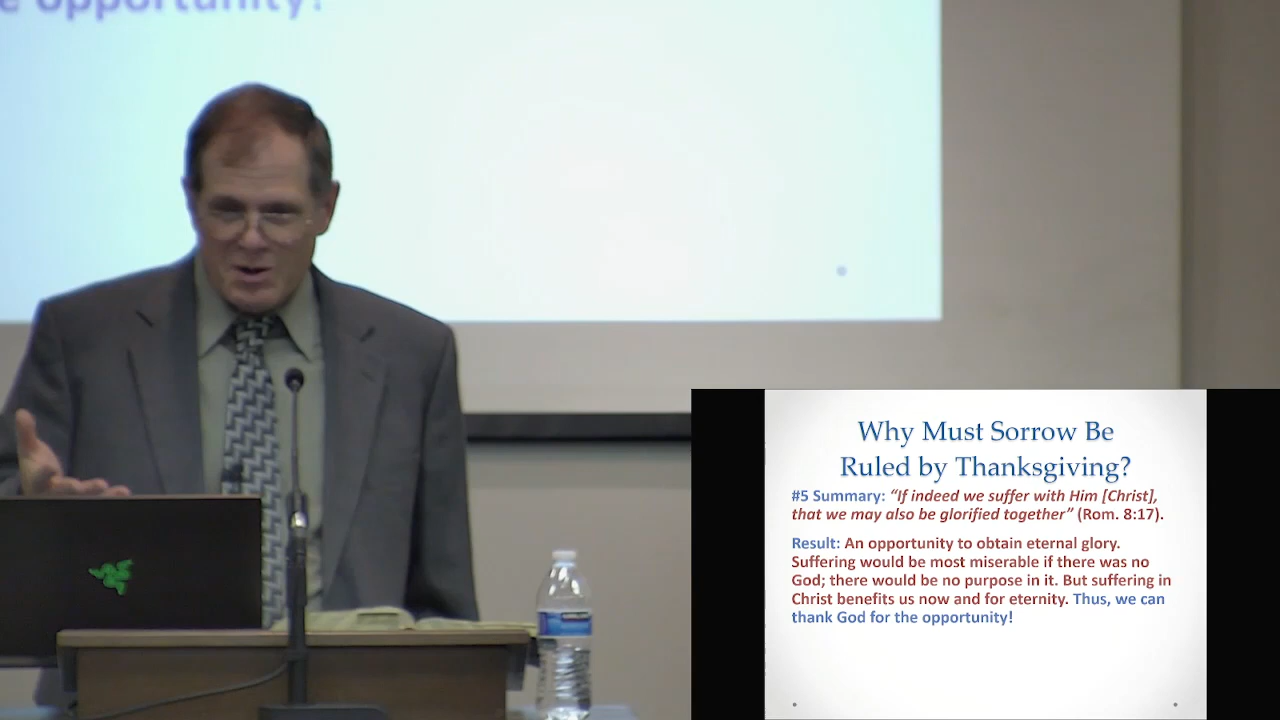 e opportunity!
Why Must Sorrow Be
Ruled by Thanksgiving?
#5 Summary: “If indeed we suffer with Him [Christ],
that we may also be glorified together” (Rom. 8:17).
Result: An opportunity to obtain eternal glory.
Suffering would be most miserable if there was no
God; there would be no purpose in it. But suffering in
Christ benefits us now and for eternity. Thus, we can
thank God for the opportunity!